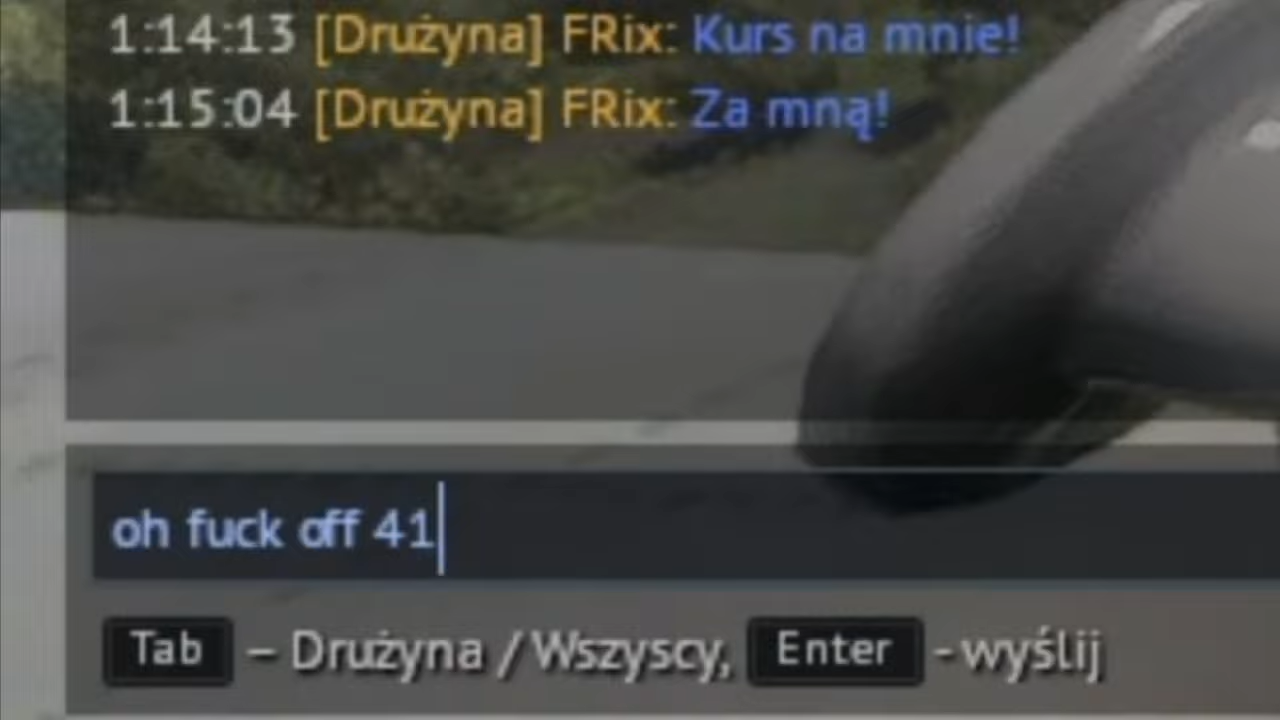 1:14:13 [Drużyna] FRix: Kurs na mnie!
1:15:04 [Drużyna] FRix: Za mną!
oh fuck off 41
Tab – Drużyna / Wszyscy, Enter - wyślij